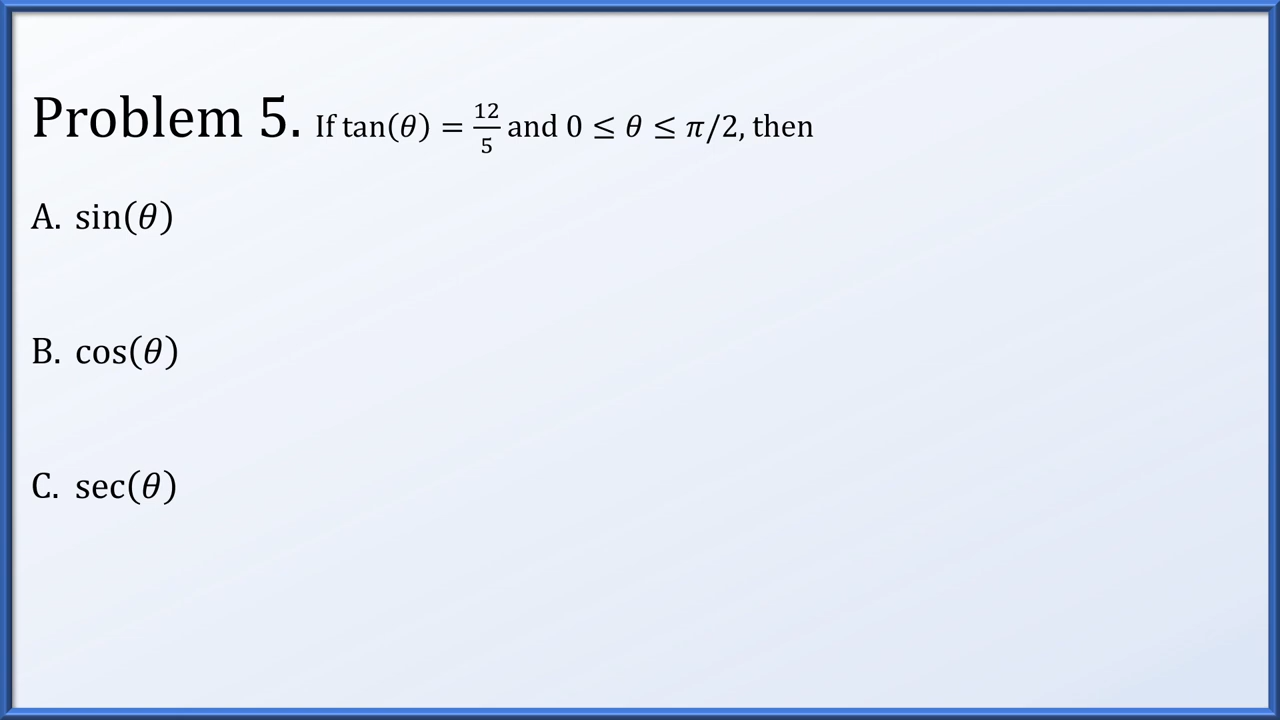 Problem 5. If tan(𝜃) = 12/5 and 0 ≤ 𝜃 ≤ 𝜋/2, then
A. sin(𝜃)
B. cos(𝜃)
C. sec(𝜃)